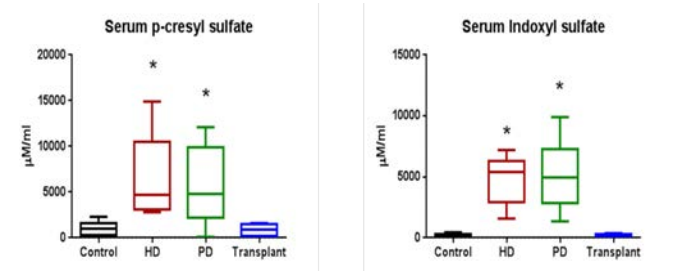 Serum p-cresyl sulfate
20000
15000
10000
5000
0
µM/ml
*
*
Control HD PD Transplant
Serum Indoxyl sulfate
15000
10000
5000
0
µM/ml
*
*
Control HD PD Transplant